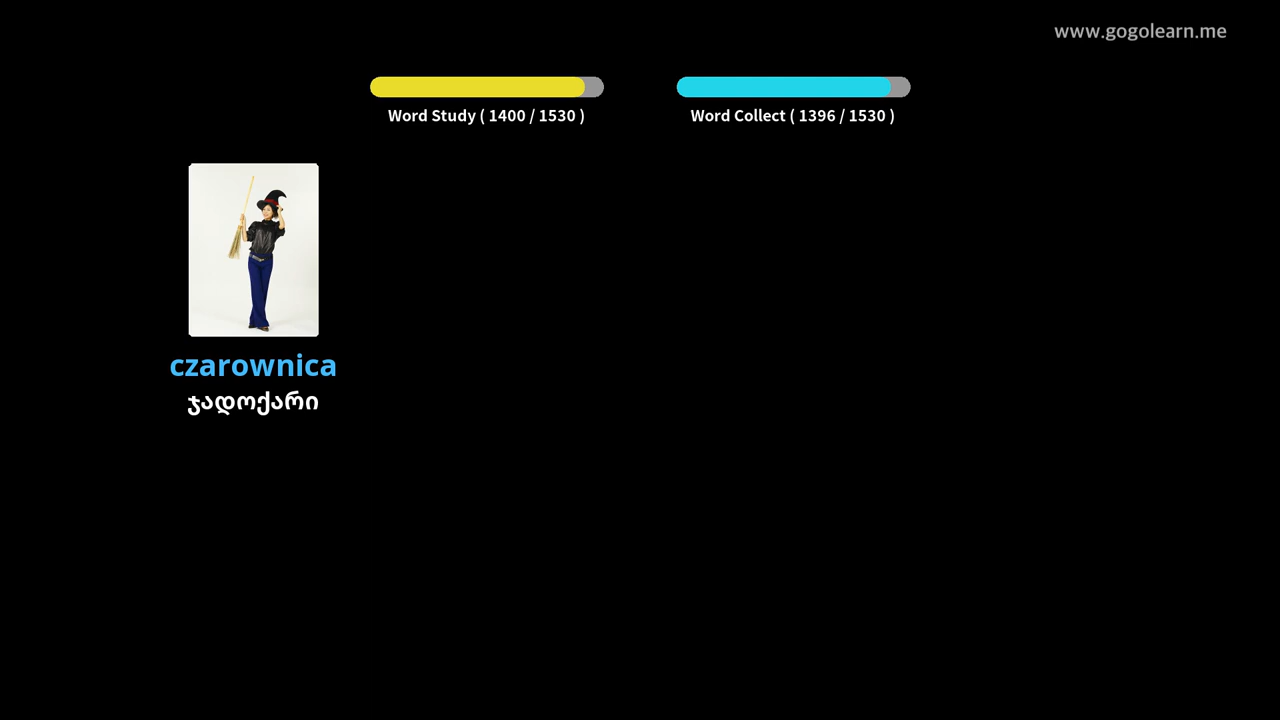 www.gogolearn.me
Word Study ( 1400 / 1530 )
Word Collect ( 1396 / 1530 )
czarownica
ჯადოქარი